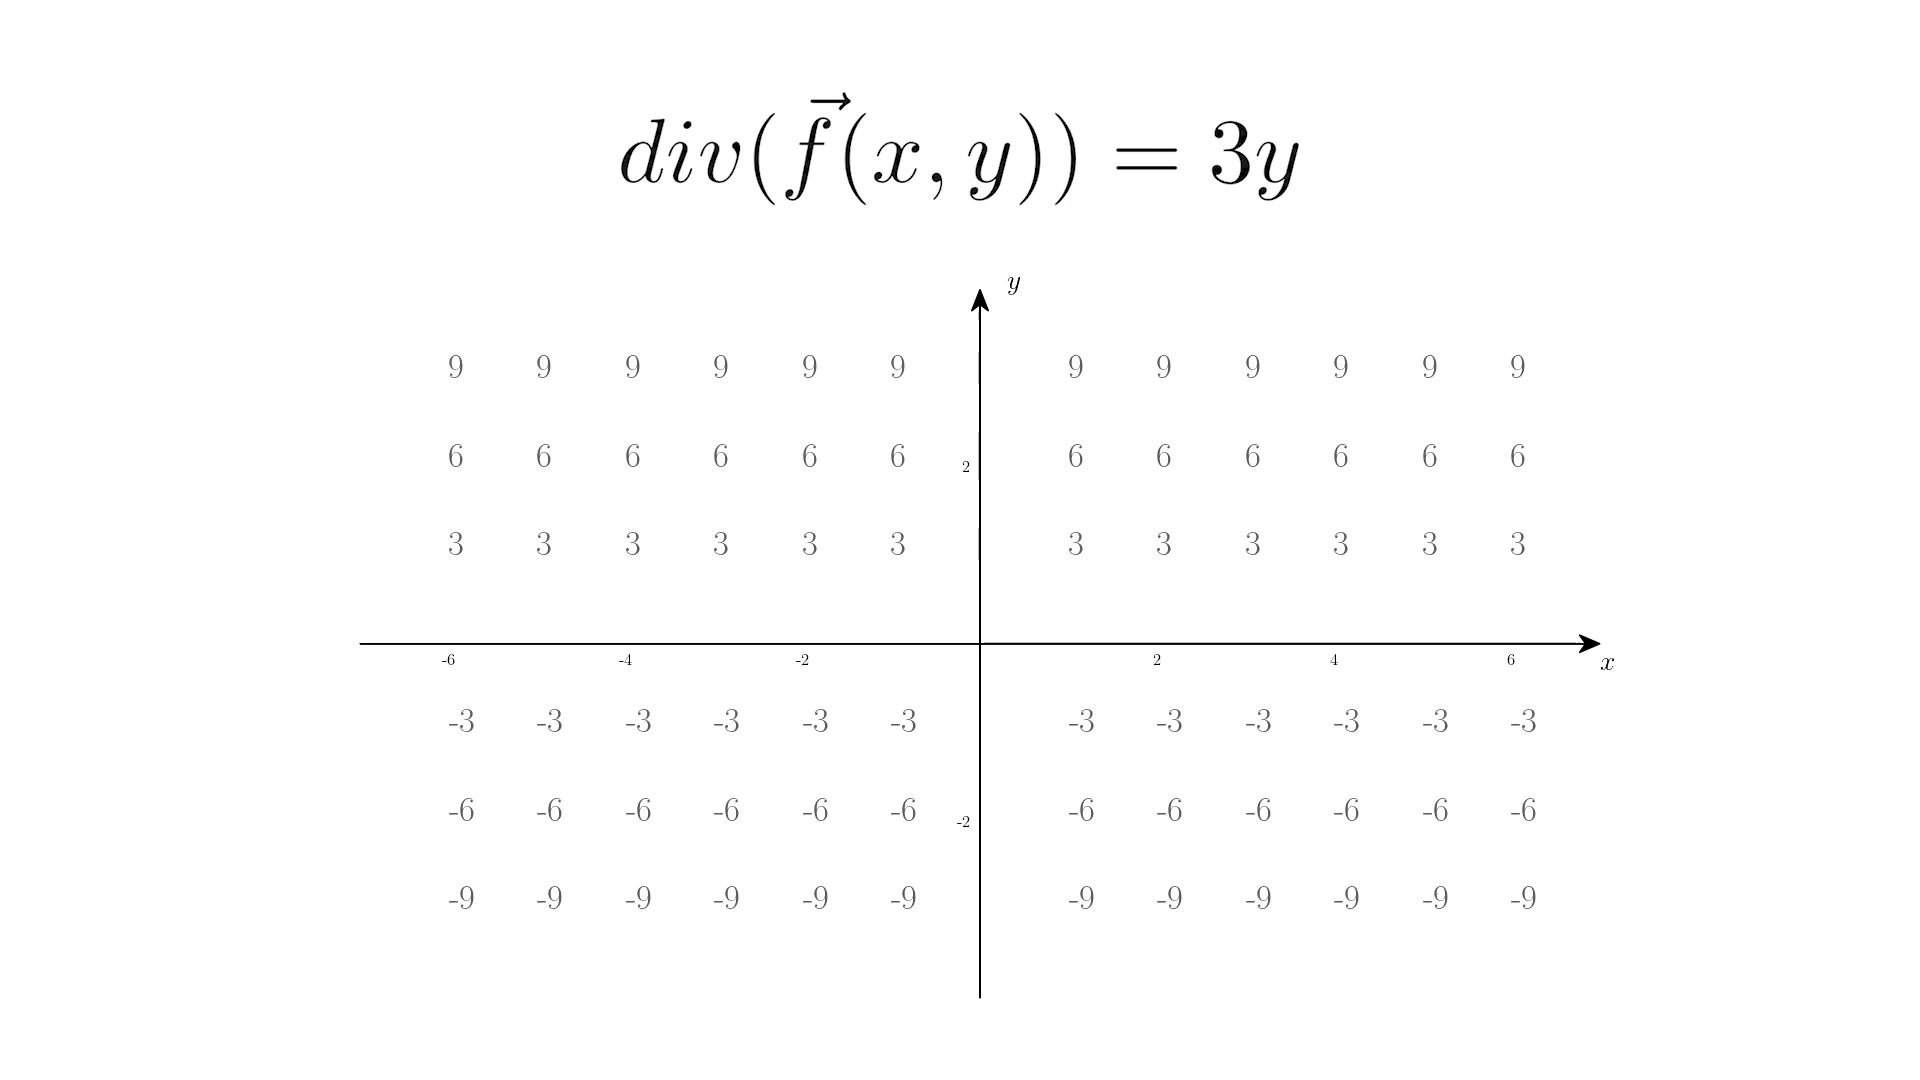 div(f⃗(x, y)) = 3y
y
9 9 9 9 9 9 9 9 9 9 9 9
6 6 6 6 6 6 6 6 6 6 6 6
2
3 3 3 3 3 3 3 3 3 3 3 3
-6 -4 -2 2 4 6 x
-3 -3 -3 -3 -3 -3 -3 -3 -3 -3 -3 -3
-6 -6 -6 -6 -6 -6 -6 -6 -6 -6 -6 -6
-2
-9 -9 -9 -9 -9 -9 -9 -9 -9 -9 -9 -9